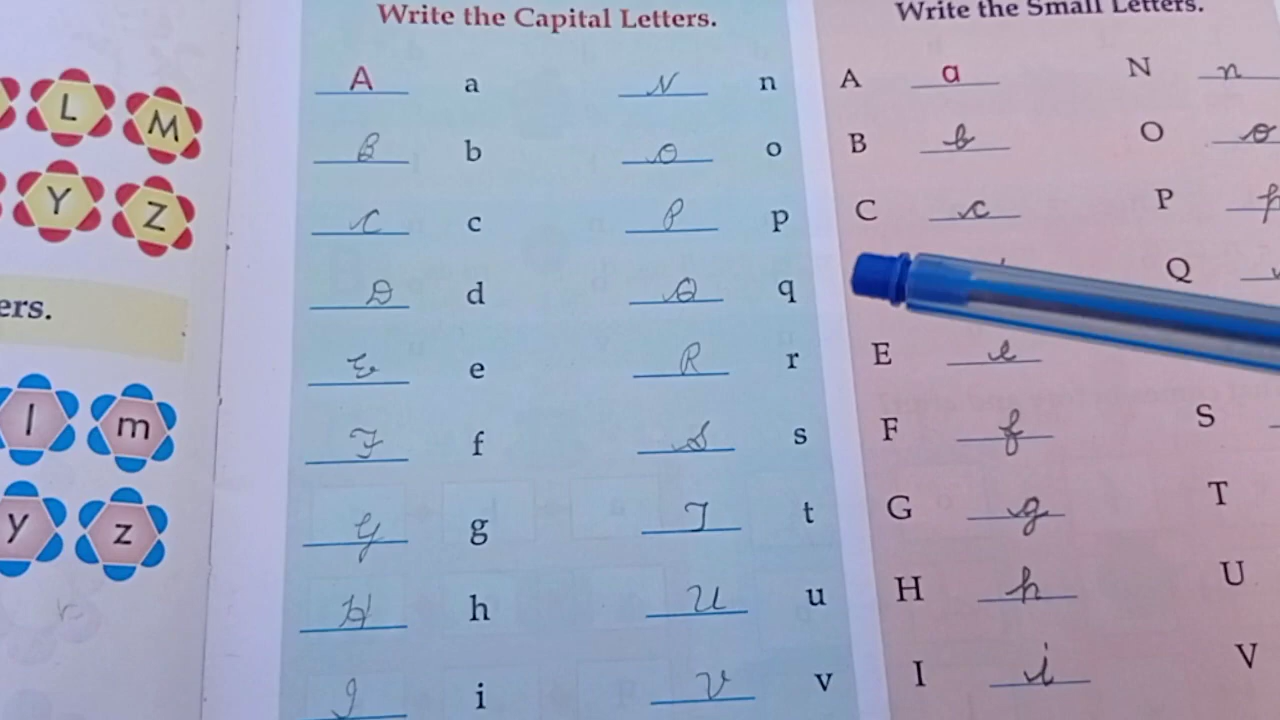 Write the Capital Letters.
A a N n
B b O o
C c P p
D d Q q
E e R r
F f S s
G g T t
H h U u
I i V v
Write the Small Letters.
A a N n
B b O o
C c P p
Q
E e
F f S
G g T
H h U
I i V
L M
Y Z
ers.
l m
y z